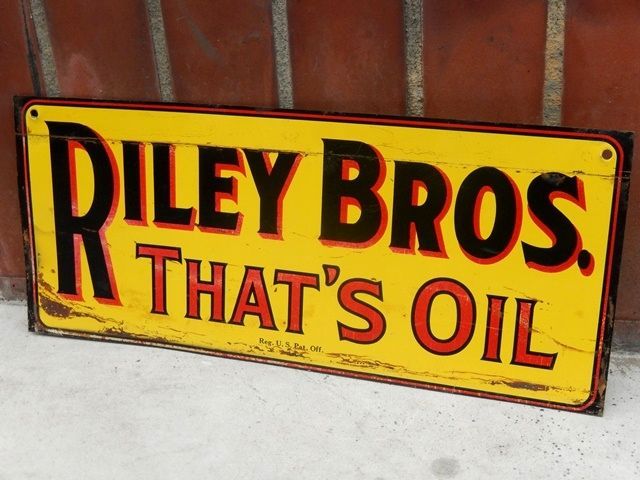 RILEY BROS.
THAT'S OIL
Reg. U. S. Pat. Off.